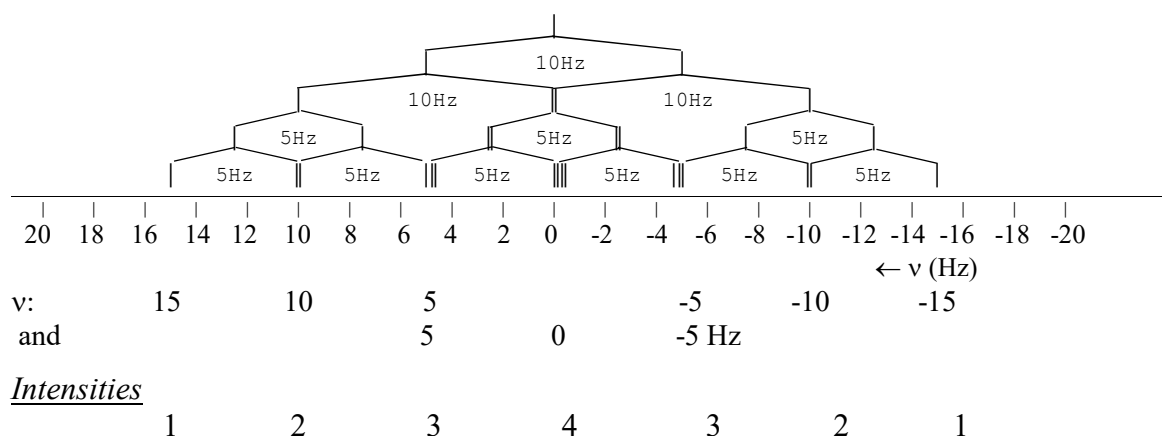 10Hz
10Hz 10Hz
5Hz 5Hz 5Hz
5Hz 5Hz 5Hz 5Hz 5Hz 5Hz
20 18 16 14 12 10 8 6 4 2 0 -2 -4 -6 -8 -10 -12 -14 -16 -18 -20
← ν (Hz)
ν: 15 10 5 -5 -10 -15
and 5 0 -5 Hz
Intensities
1 2 3 4 3 2 1